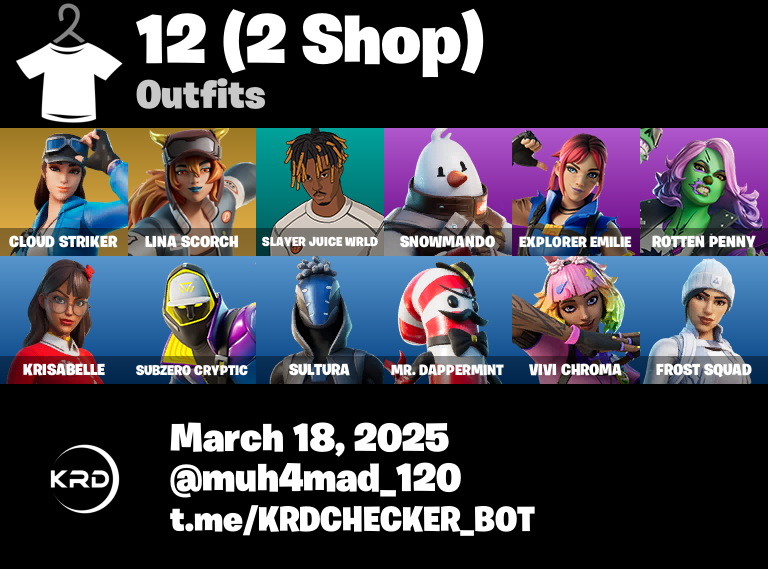 12 (2 Shop)
Outfits
CLOUD STRIKER LINA SCORCH SLAYER JUICE WRLD SNOWMANDO EXPLORER EMILIE ROTTEN PENNY
KRISABELLE SUBZERO CRYPTIC SULTURA MR. DAPPERMINT VIVI CHROMA FROST SQUAD
March 18, 2025
KRD @muh4mad_120
t.me/KRDCHECKER_BOT